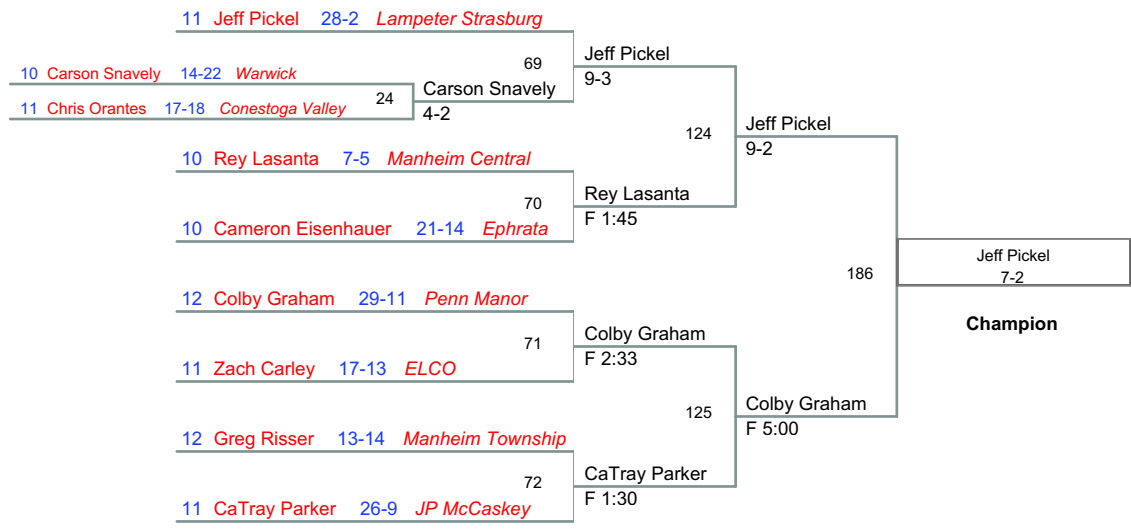 11 Jeff Pickel 28-2 Lampeter Strasburg
69
Jeff Pickel
9-3
10 Carson Snavely 14-22 Warwick
24
Carson Snavely
4-2
11 Chris Orantes 17-18 Conestoga Valley
124
Jeff Pickel
9-2
10 Rey Lasanta 7-5 Manheim Central
70
Rey Lasanta
F 1:45
10 Cameron Eisenhauer 21-14 Ephrata
186
Jeff Pickel
7-2
Champion
12 Colby Graham 29-11 Penn Manor
71
Colby Graham
F 2:33
11 Zach Carley 17-13 ELCO
125
Colby Graham
F 5:00
12 Greg Risser 13-14 Manheim Township
72
CaTray Parker
F 1:30
11 CaTray Parker 26-9 JP McCaskey